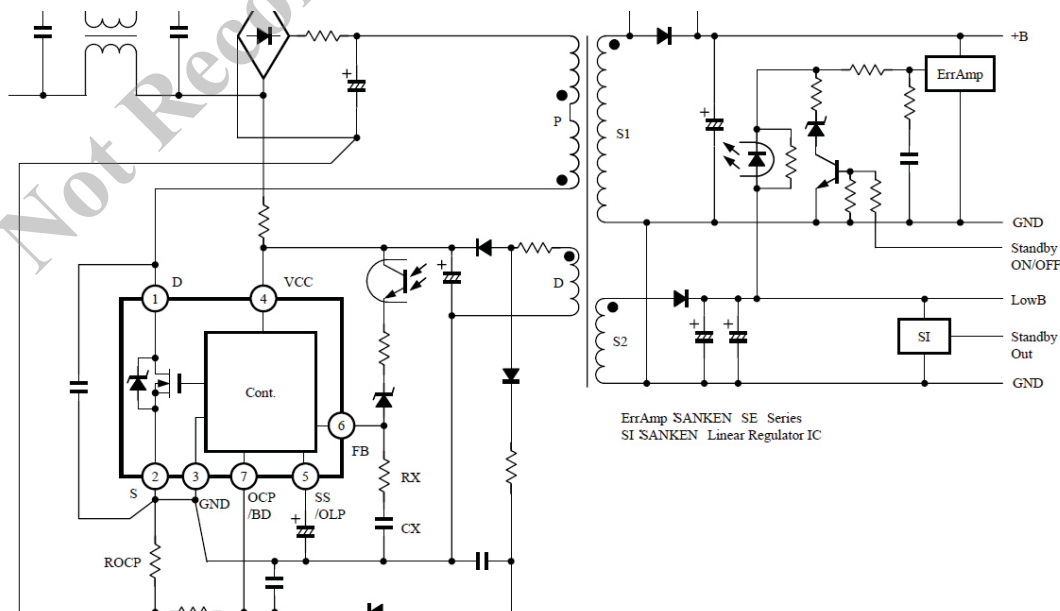 Not Reco
+B
ErrAmp
P
S1
GND
Standby
ON/OFF
D
VCC
D
1
4
LowB
S2
SI
Standby
Out
Cont.
GND
6
FB
ErrAmp:SANKEN SE Series
SI:SANKEN Linear Regulator IC
2
3
7
5
RX
S
GND
OCP
/BD
SS
/OLP
CX
ROCP